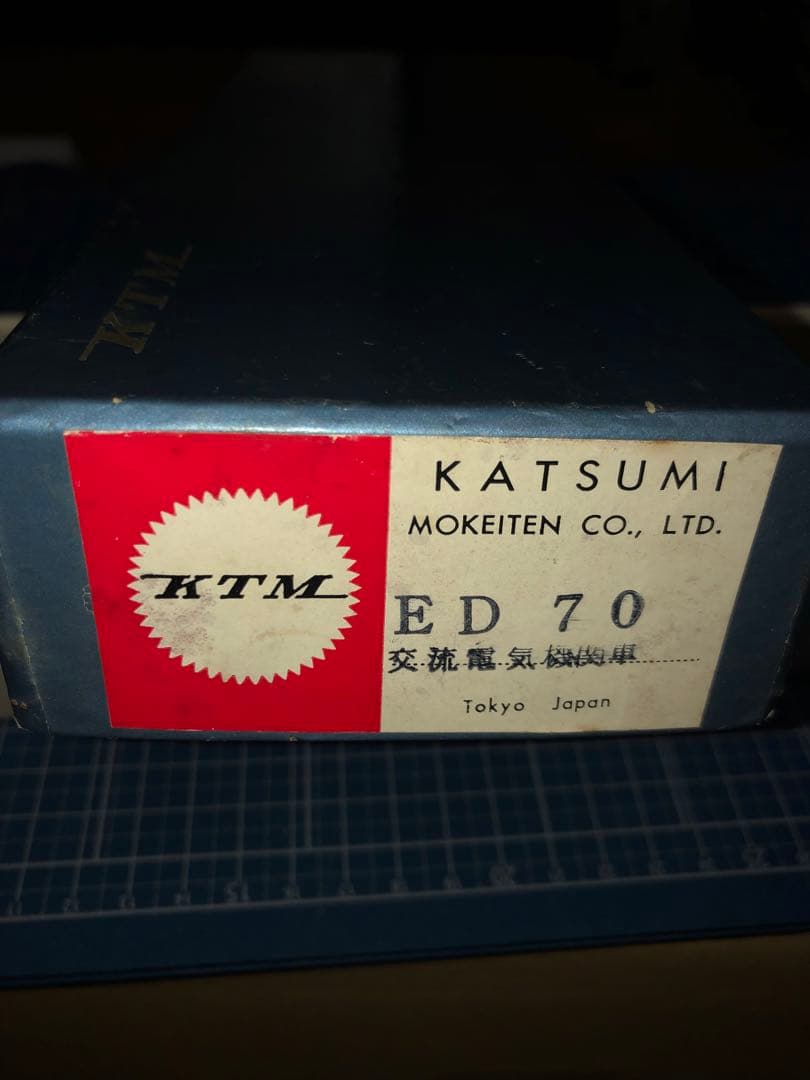 KTM
KTM
KATSUMI
MOKEITEN CO., LTD.
ED 70
交流電気機関車
Tokyo Japan